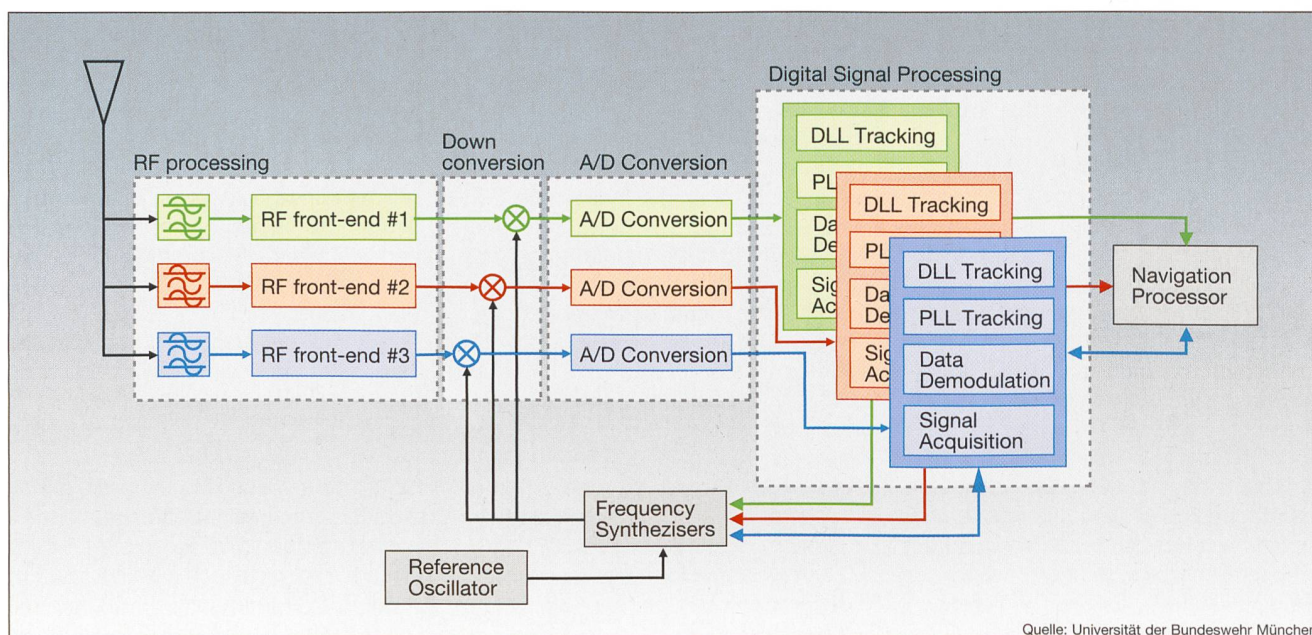 Digital Signal Processing
Down
conversion
RF processing
A/D Conversion
RF front-end #1
A/D Conversion
RF front-end #2
A/D Conversion
RF front-end #3
A/D Conversion
DLL Tracking
PL
Da
De
Sig
Ac
DLL Tracking
PL
Da
De
Sig
Ac
DLL Tracking
PLL Tracking
Data
Demodulation
Signal
Acquisition
Navigation
Processor
Frequency
Synthezisers
Reference
Oscillator
Quelle: Universität der Bundeswehr München